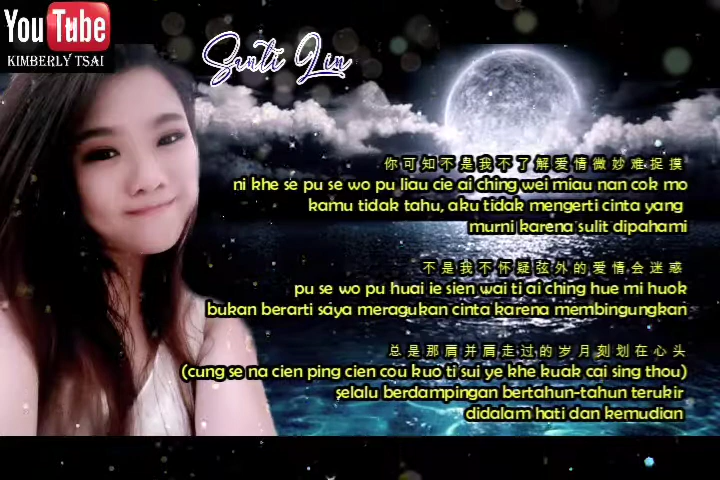 You Tube
KIMBERLY TSAI
Senti Lin
你可知不是我不了解爱情微妙难捉摸
ni khe se pu se wo pu liau cie ai ching wei miau nan cok mo
kamu tidak tahu, aku tidak mengerti cinta yang
murni karena sulit dipahami
不是我不怀疑弦外的爱情会迷惑
pu se wo pu huai ie sien wai ti ai ching hue mi huok
bukan berarti saya meragukan cinta karena membingungkan
总是那肩并肩走过的岁月刻划在心头
(cung se na cien ping cien cou kuo ti sui ye khe kuak cai sing thou)
selalu berdampingan bertahun-tahun terukir
didalam hati dan kemudian